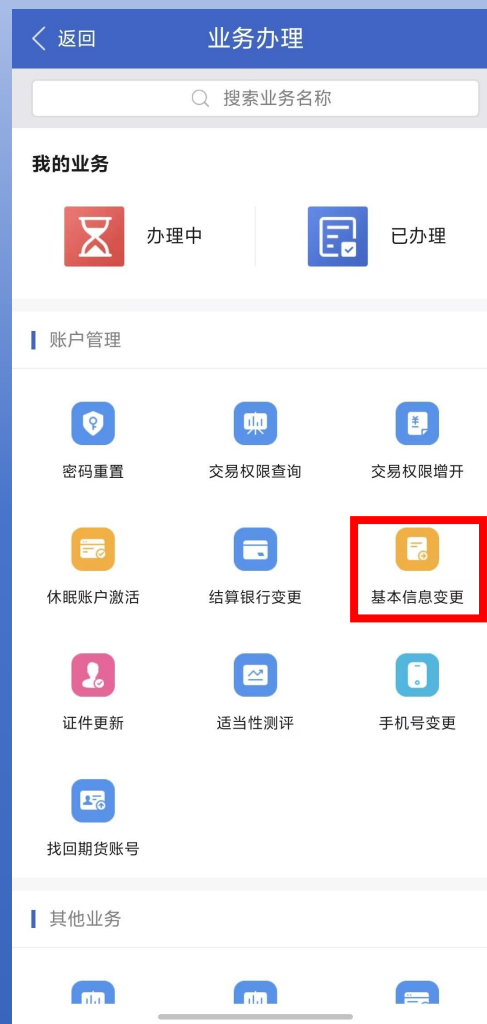 返回
业务办理
搜索业务名称
我的业务
办理中
已办理
账户管理
密码重置
交易权限查询
交易权限增开
休眠账户激活
结算银行变更
基本信息变更
证件更新
适当性测评
手机号变更
找回期货账号
其他业务